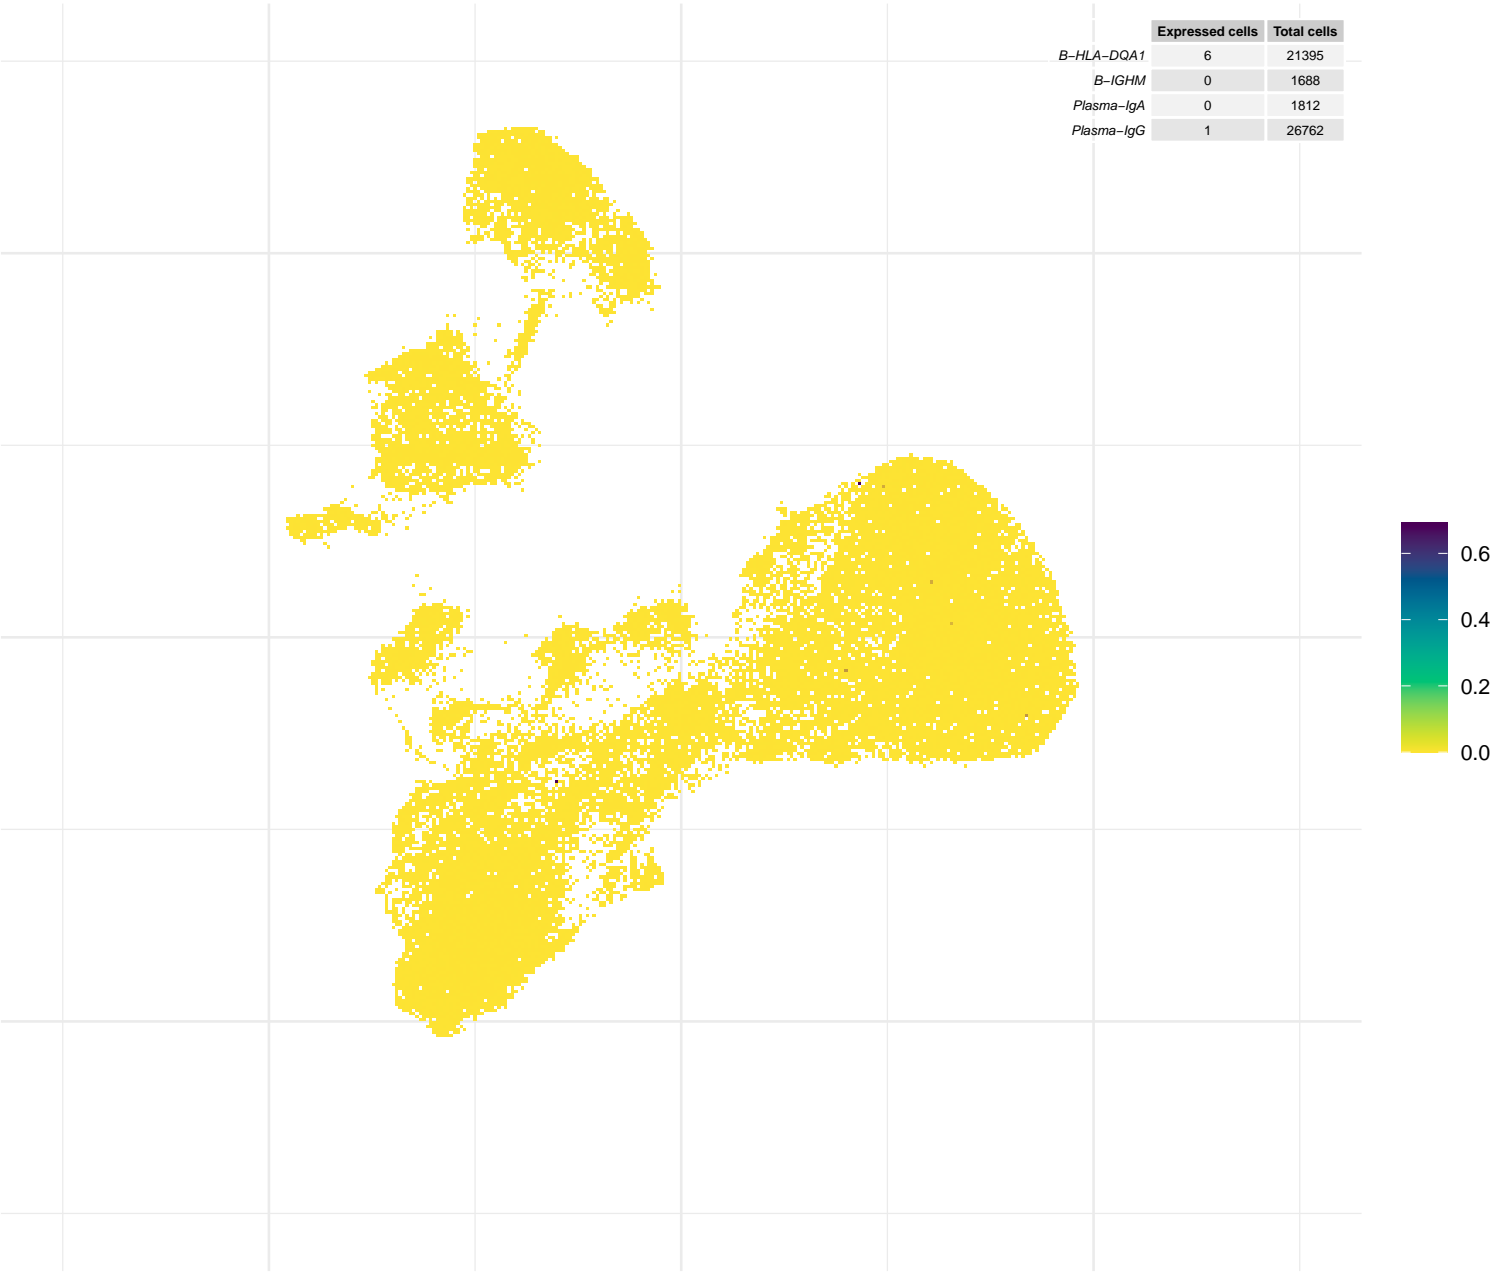 Expressed cells Total cells
B−HLA−DQA1 6 21395
B−IGHM 0 1688
Plasma−IgA 0 1812
Plasma−IgG 1 26762
0.6
0.4
0.2
0.0